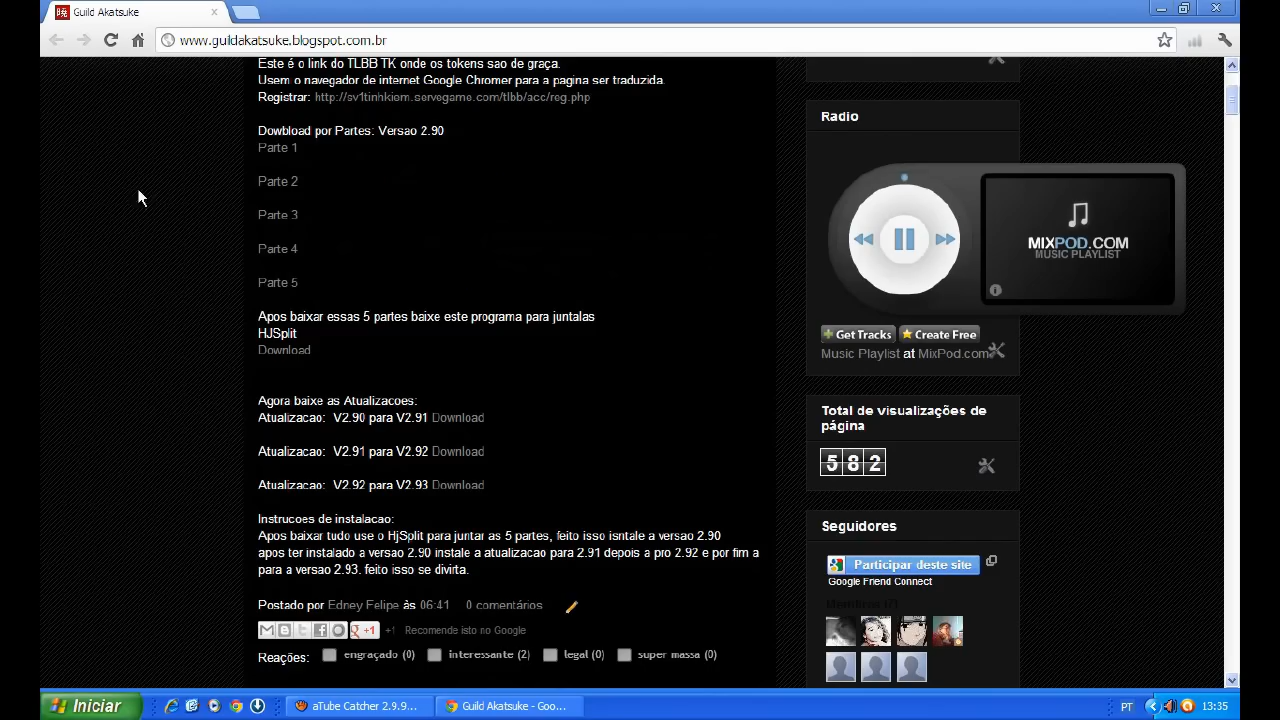 Guild Akatsuke
www.guildakatsuke.blogspot.com.br
Este é o link do TLBB TK onde os tokens sao de graça.
Usem o navegador de internet Google Chromer para a pagina ser traduzida.
Registrar: http://sv1tinhkiem.servegame.com/tlbb/acc/reg.php
Dowbload por Partes: Versao 2.90
Parte 1
Parte 2
Parte 3
Parte 4
Parte 5
Apos baixar essas 5 partes baixe este programa para juntalas
HJSplit
Download
Agora baixe as Atualizacoes:
Atualizacao: V2.90 para V2.91 Download
Atualizacao: V2.91 para V2.92 Download
Atualizacao: V2.92 para V2.93 Download
Instrucoes de instalacao:
Apos baixar tudo use o HjSplit para juntar as 5 partes, feito isso isntale a versao 2.90
apos ter instalado a versao 2.90 instale a atualizacao para 2.91 depois a pro 2.92 e por fim a
para a versao 2.93. feito isso se divirta.
Postado por Edney Felipe às 06:41 0 comentários
+1 +1 Recomende isto no Google
Reações: engraçado (0) interessante (2) legal (0) super massa (0)
Radio
MIXPOD.COM
MUSIC PLAYLIST
Get Tracks Create Free
Music Playlist at MixPod.com
Total de visualizações de
página
582
Seguidores
Participar deste site
Google Friend Connect
Membros (7)
Iniciar
aTube Catcher 2.9.9...
Guild Akatsuke - Goo...
PT
13:35